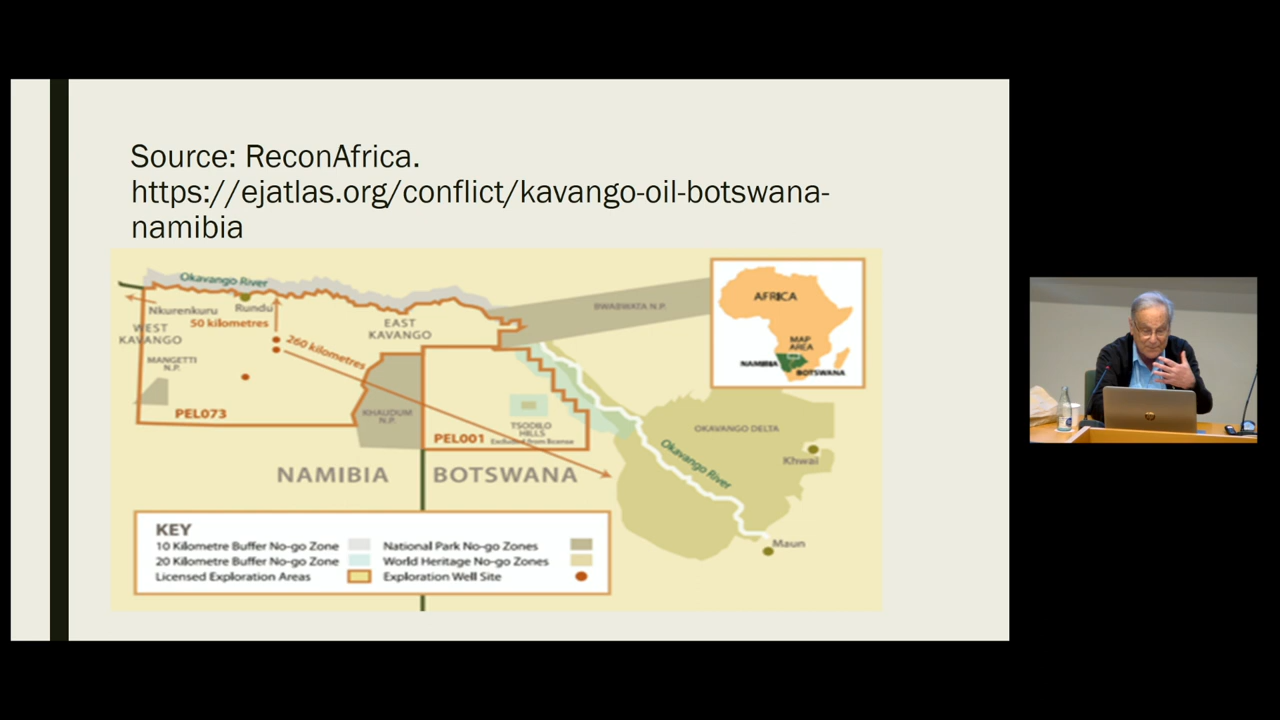 Source: ReconAfrica.
https://ejatlas.org/conflict/kavango-oil-botswana-
namibia
Okavango River
Nkurenkuru
Rundu
50 kilometres
WEST
KAVANGO
EAST
KAVANGO
260 kilometres
MANGETTI
N.P.
PEL073
KHAUDUM
N.P.
BWABWATA N.P.
AFRICA
MAP
AREA
NAMIBIA
BOTSWANA
TSODILO
HILLS
Excluded from license
PEL001
OKAVANGO DELTA
Okavango River
Khwai
Maun
NAMIBIA
BOTSWANA
KEY
10 Kilometre Buffer No-go Zone
20 Kilometre Buffer No-go Zone
Licensed Exploration Areas
National Park No-go Zones
World Heritage No-go Zones
Exploration Well Site